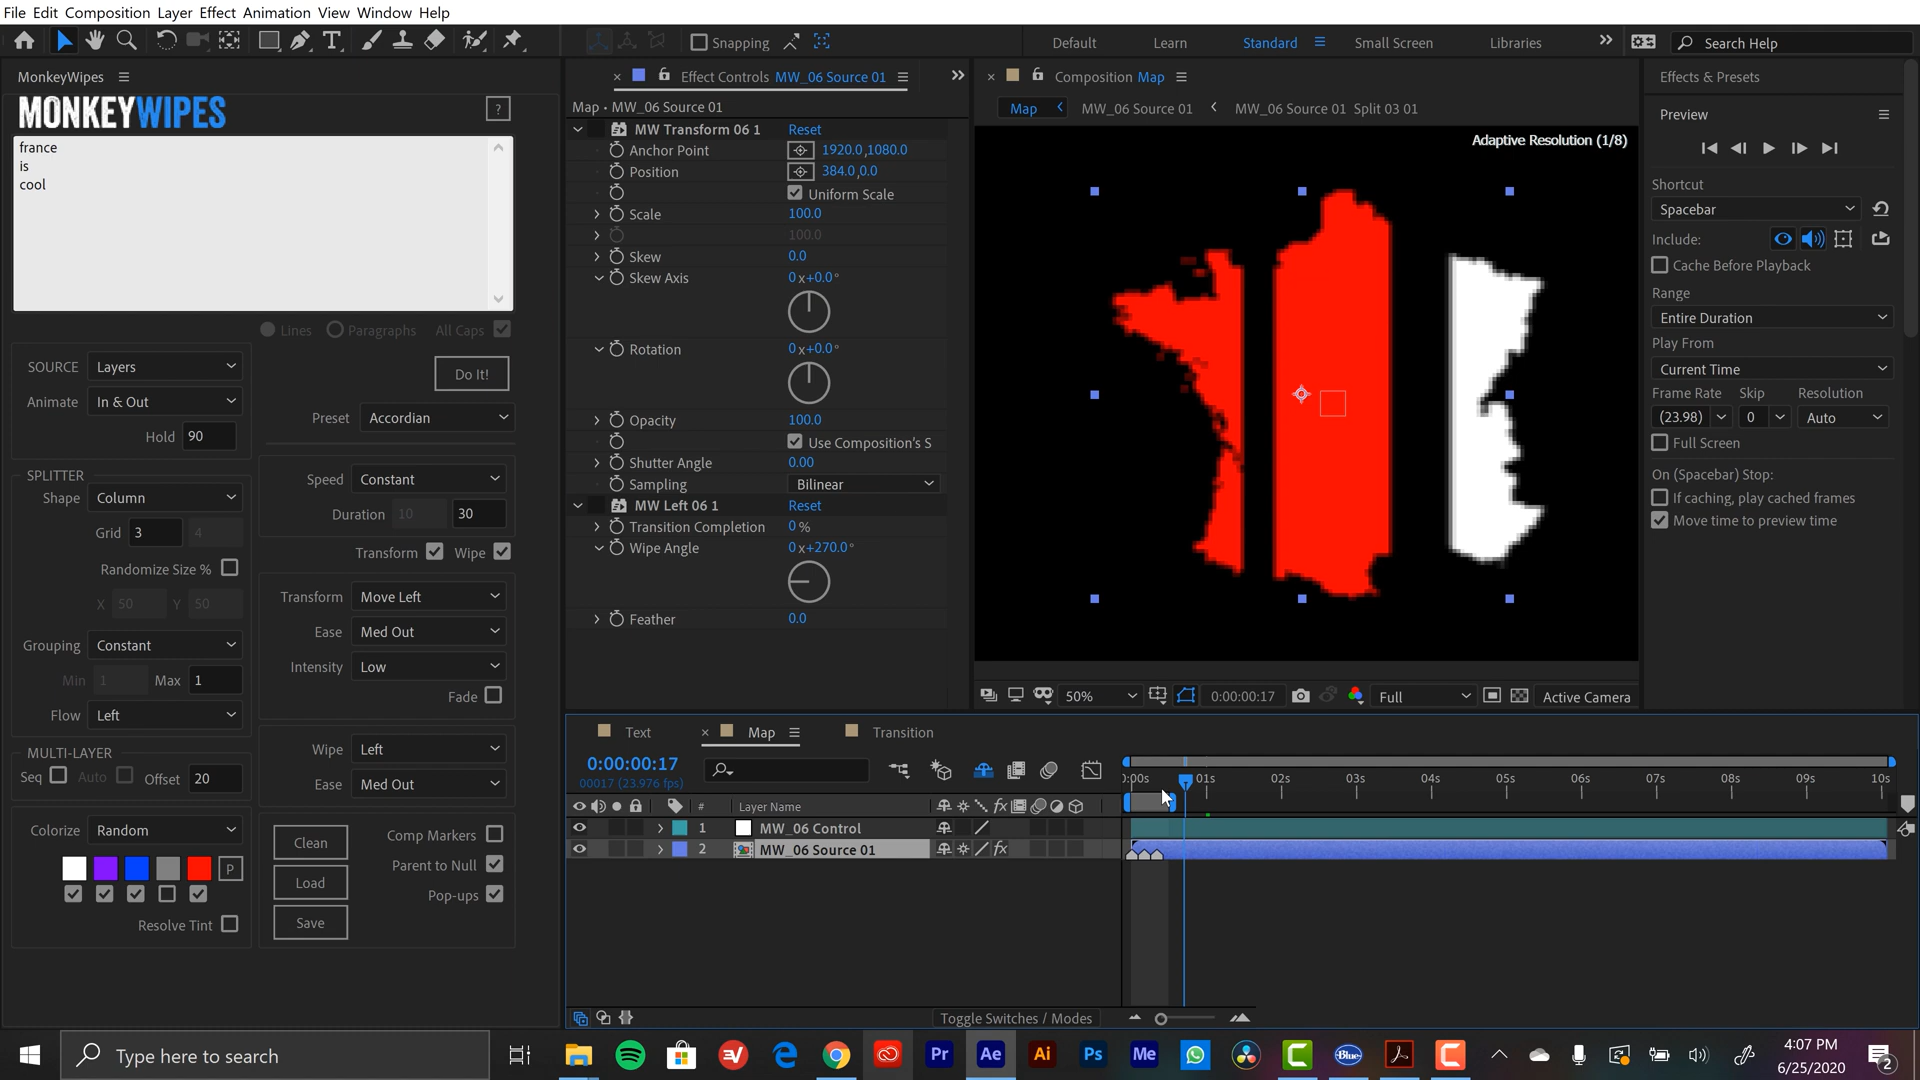 File Edit Composition Layer Effect Animation View Window Help
Snapping
Default Learn Standard Small Screen Libraries
Search Help
MonkeyWipes
MONKEYWIPES
?
france
is
cool
Lines Paragraphs All Caps
SOURCE Layers
Do It!
Animate In & Out
Preset Accordian
Hold 90
SPLITTER
Shape Column
Speed Constant
Duration 10 30
Grid 3 4
Transform Wipe
Randomize Size %
X 50 Y 50
Transform Move Left
Ease Med Out
Grouping Constant
Intensity Low
Min 1 Max 1
Fade
Flow Left
MULTI-LAYER
Wipe Left
Seq Auto Offset 20
Ease Med Out
Colorize Random
P
Resolve Tint
Clean
Load
Save
Comp Markers
Parent to Null
Pop-ups
Effect Controls MW_06 Source 01
Map • MW_06 Source 01
MW Transform 06 1 Reset
Anchor Point 1920.0,1080.0
Position 384.0,0.0
Uniform Scale
Scale 100.0
100.0
Skew 0.0
Skew Axis 0 x+0.0°
Rotation 0 x+0.0°
Opacity 100.0
Use Composition's S
Shutter Angle 0.00
Sampling Bilinear
MW Left 06 1 Reset
Transition Completion 0 %
Wipe Angle 0 x+270.0°
Feather 0.0
Composition Map
Map MW_06 Source 01 MW_06 Source 01 Split 03 01
Adaptive Resolution (1/8)
50% 0:00:00:17 Full Active Camera
Effects & Presets
Preview
Shortcut
Spacebar
Include:
Cache Before Playback
Range
Entire Duration
Play From
Current Time
Frame Rate Skip Resolution
(23.98) 0 Auto
Full Screen
On (Spacebar) Stop:
If caching, play cached frames
Move time to preview time
Text Map Transition
0:00:00:17
00017 (23.976 fps)
01s 02s 03s 04s 05s 06s 07s 08s 09s 10s
# Layer Name
1 MW_06 Control
2 MW_06 Source 01
Toggle Switches / Modes
Type here to search
Pr Ae Ai Ps Me
Blue
4:07 PM
6/25/2020
2